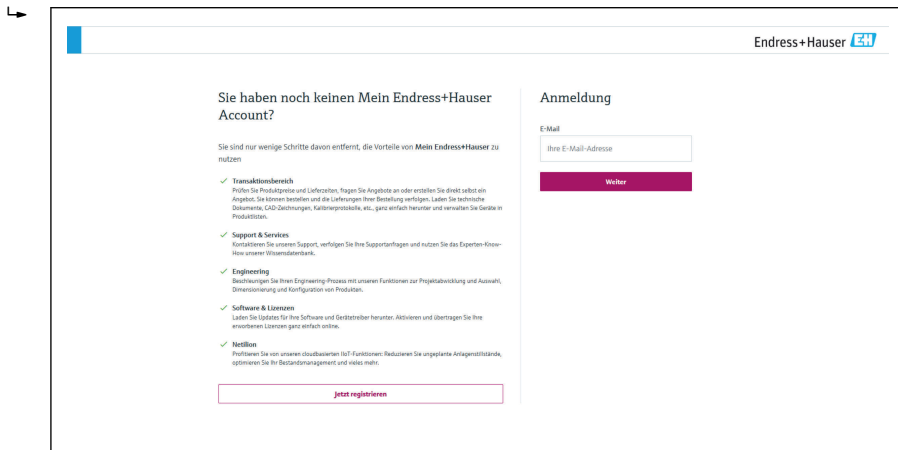 Endress+Hauser EH
Sie haben noch keinen Mein Endress+Hauser
Account?
Sie sind nur wenige Schritte davon entfernt, die Vorteile von Mein Endress+Hauser zu
nutzen
Transaktionsbereich
Prüfen Sie Produktpreise und Lieferzeiten, fragen Sie Angebote an oder erstellen Sie direkt selbst ein
Angebot. Sie können bestellen und die Lieferungen Ihrer Bestellung verfolgen. Laden Sie technische
Dokumente, CAD-Zeichnungen, Kalibrierprotokolle, etc., ganz einfach herunter und verwalten Sie Geräte in
Produktlisten.
Support & Services
Kontaktieren Sie unseren Support, verfolgen Sie Ihre Supportanfragen und nutzen Sie das Experten-Know-
How unserer Wissensdatenbank.
Engineering
Beschleunigen Sie Ihren Engineering-Prozess mit unseren Funktionen zur Projektabwicklung und Auswahl,
Dimensionierung und Konfiguration von Produkten.
Software & Lizenzen
Laden Sie Updates für Ihre Software und Gerätetreiber herunter. Aktivieren und übertragen Sie Ihre
erworbenen Lizenzen ganz einfach online.
Netilion
Profitieren Sie von unseren cloudbasierten IIoT-Funktionen: Reduzieren Sie ungeplante Anlagenstillstände,
optimieren Sie Ihr Bestandsmanagement und vieles mehr.
Jetzt registrieren
Anmeldung
E-Mail
Ihre E-Mail-Adresse
Weiter